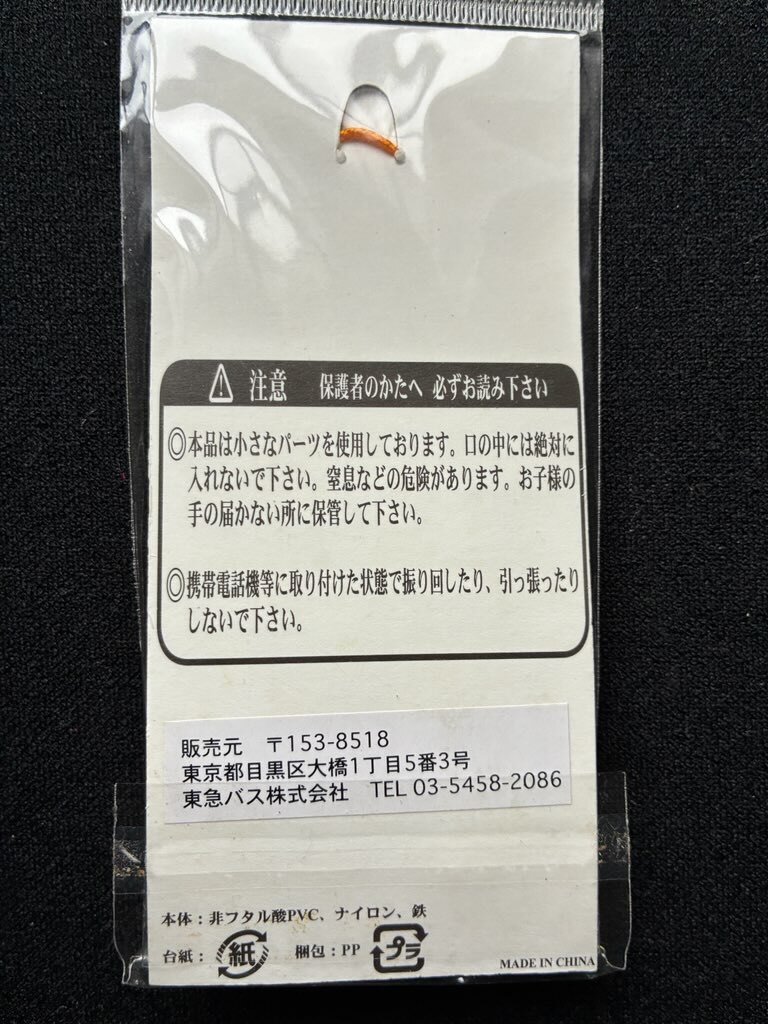 注意 保護者のかたへ 必ずお読み下さい
◎本品は小さなパーツを使用しております。口の中には絶対に
入れないで下さい。窒息などの危険があります。お子様の
手の届かない所に保管して下さい。
◎携帯電話機等に取り付けた状態で振り回したり、引っ張ったり
しないで下さい。
販売元 〒153-8518
東京都目黒区大橋1丁目5番3号
東急バス株式会社 TEL 03-5458-2086
本体：非フタル酸PVC、ナイロン、鉄
台紙：紙 梱包：PP プラ
MADE IN CHINA